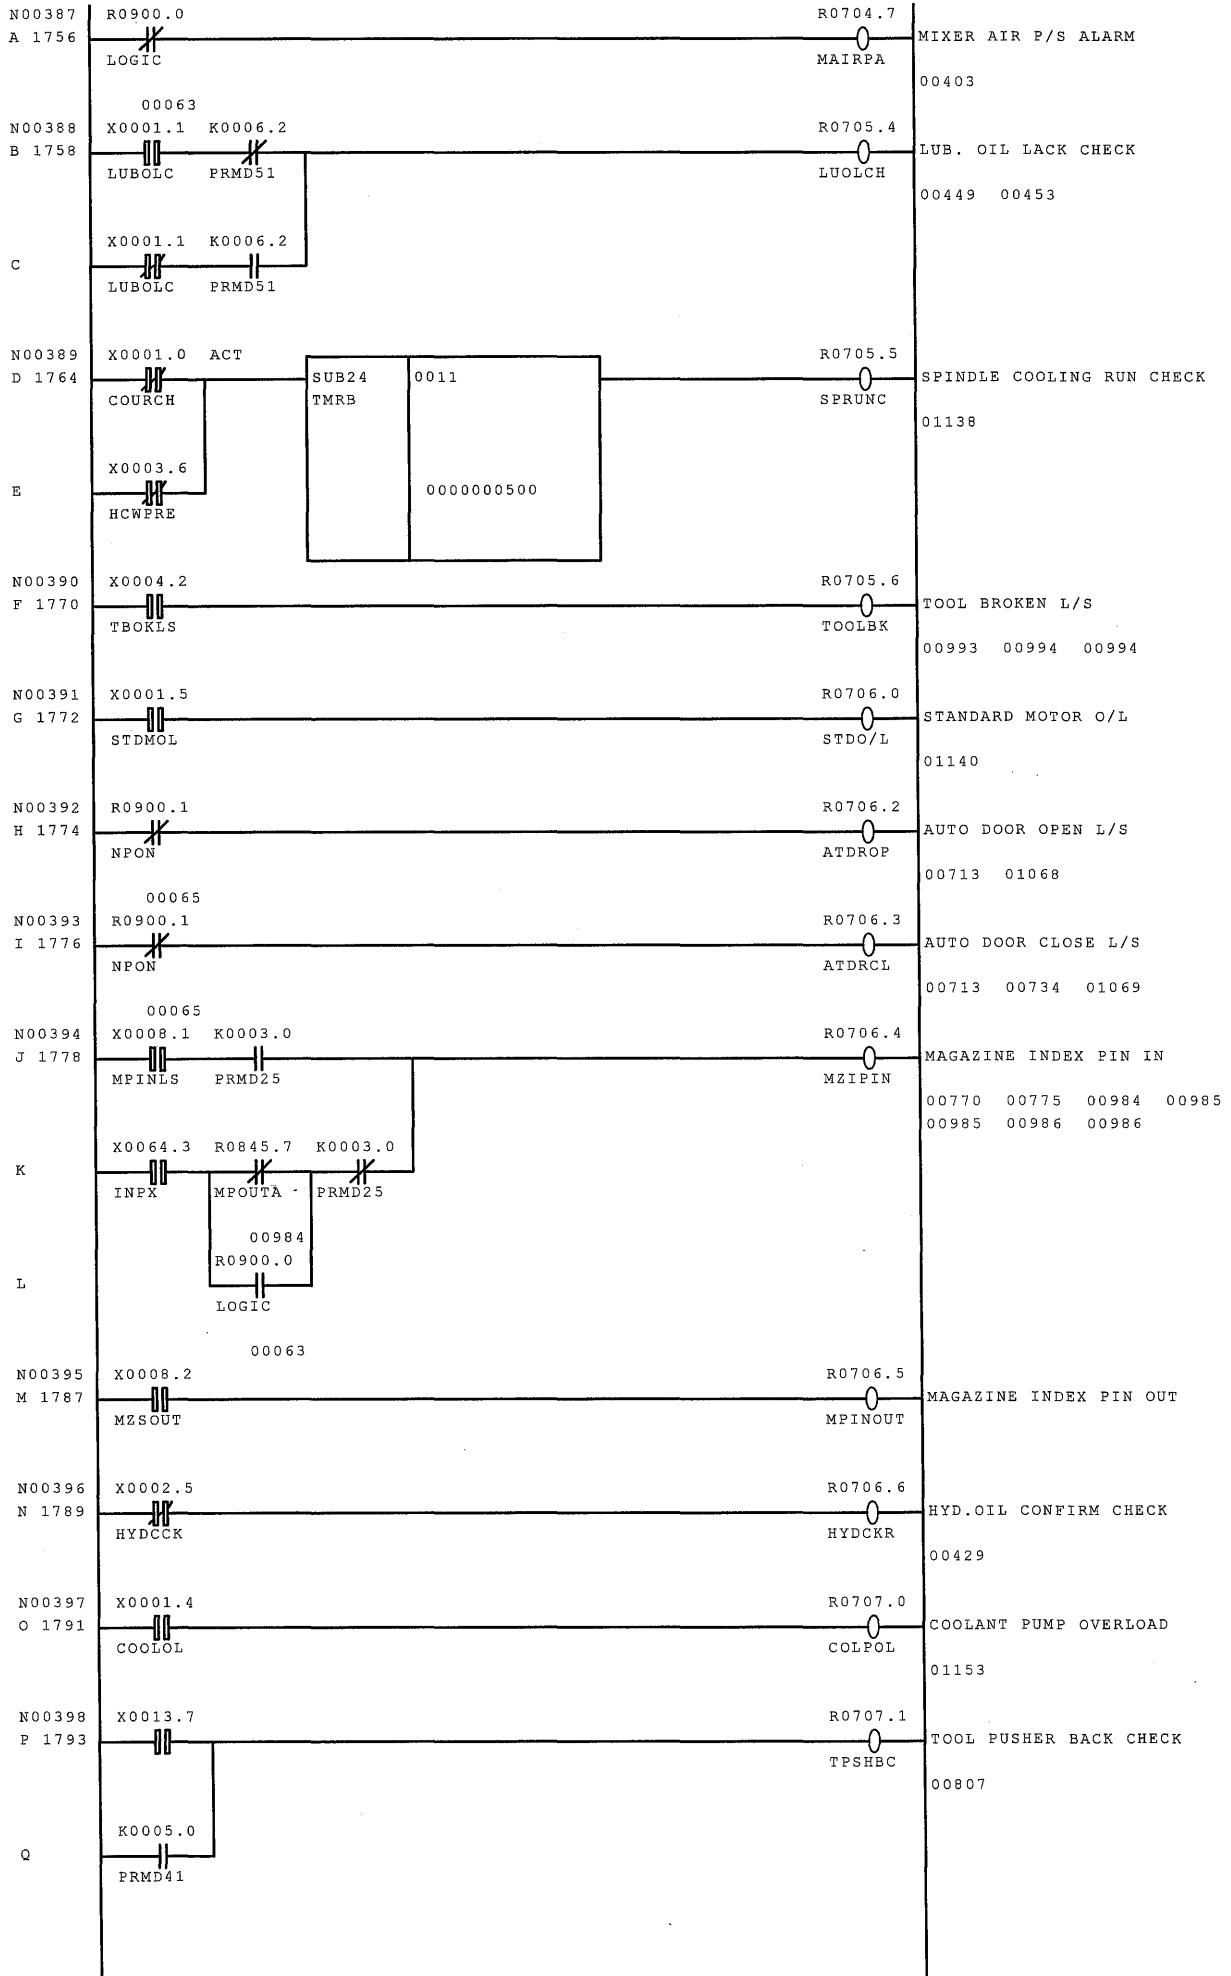 N00387 R0900.0 R0704.7
A 1756 MIXER AIR P/S ALARM
LOGIC MAIRPA
00403
00063
N00388 X0001.1 K0006.2 R0705.4
B 1758 LUB. OIL LACK CHECK
LUBOLC PRMD51 LUOLCH
00449 00453
X0001.1 K0006.2
C
LUBOLC PRMD51
N00389 X0001.0 ACT R0705.5
D 1764 SUB24 0011 SPINDLE COOLING RUN CHECK
COURCH TMRB SPRUNC
01138
X0003.6
E 0000000500
HCWPRE
N00390 X0004.2 R0705.6
F 1770 TOOL BROKEN L/S
TBOKLS TOOLBK
00993 00994 00994
N00391 X0001.5 R0706.0
G 1772 STANDARD MOTOR O/L
STDMOL STDO/L
01140
N00392 R0900.1 R0706.2
H 1774 AUTO DOOR OPEN L/S
NPON ATDROP
00713 01068
00065
N00393 R0900.1 R0706.3
I 1776 AUTO DOOR CLOSE L/S
NPON ATDRCL
00713 00734 01069
00065
N00394 X0008.1 K0003.0 R0706.4
J 1778 MAGAZINE INDEX PIN IN
MPINLS PRMD25 MZIPIN
00770 00775 00984 00985
00985 00986 00986
X0064.3 R0845.7 K0003.0
K
INPX MPOUTA PRMD25
00984
R0900.0
L
LOGIC
00063
N00395 X0008.2 R0706.5
M 1787 MAGAZINE INDEX PIN OUT
MZSOUT MPINOUT
N00396 X0002.5 R0706.6
N 1789 HYD.OIL CONFIRM CHECK
HYDCCK HYDCKR
00429
N00397 X0001.4 R0707.0
O 1791 COOLANT PUMP OVERLOAD
COOLOL COLPOL
01153
N00398 X0013.7 R0707.1
P 1793 TOOL PUSHER BACK CHECK
TPSHBC
00807
K0005.0
Q
PRMD41